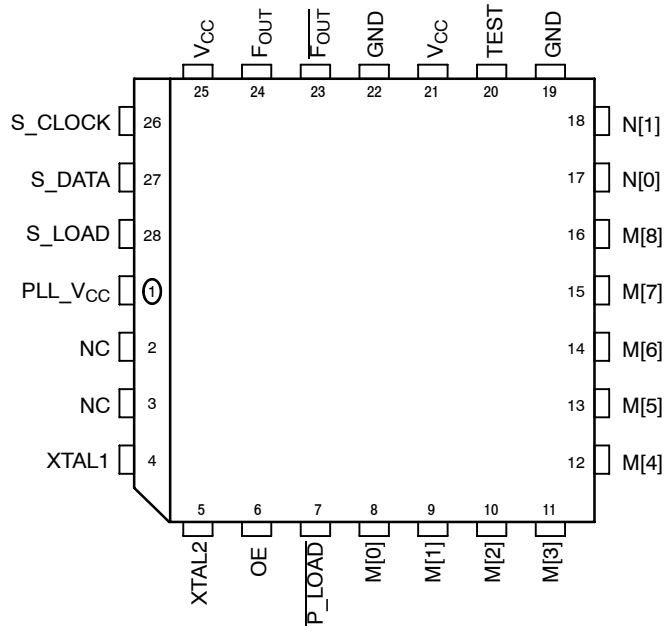 VCC FOUT F̅O̅U̅T̅ GND VCC TEST GND
25 24 23 22 21 20 19
S_CLOCK 26 18 N[1]
S_DATA 27 17 N[0]
S_LOAD 28 16 M[8]
PLL_VCC 1 15 M[7]
NC 2 14 M[6]
NC 3 13 M[5]
XTAL1 4 12 M[4]
5 6 7 8 9 10 11
XTAL2 OE P̅_̅L̅O̅A̅D̅ M[0] M[1] M[2] M[3]